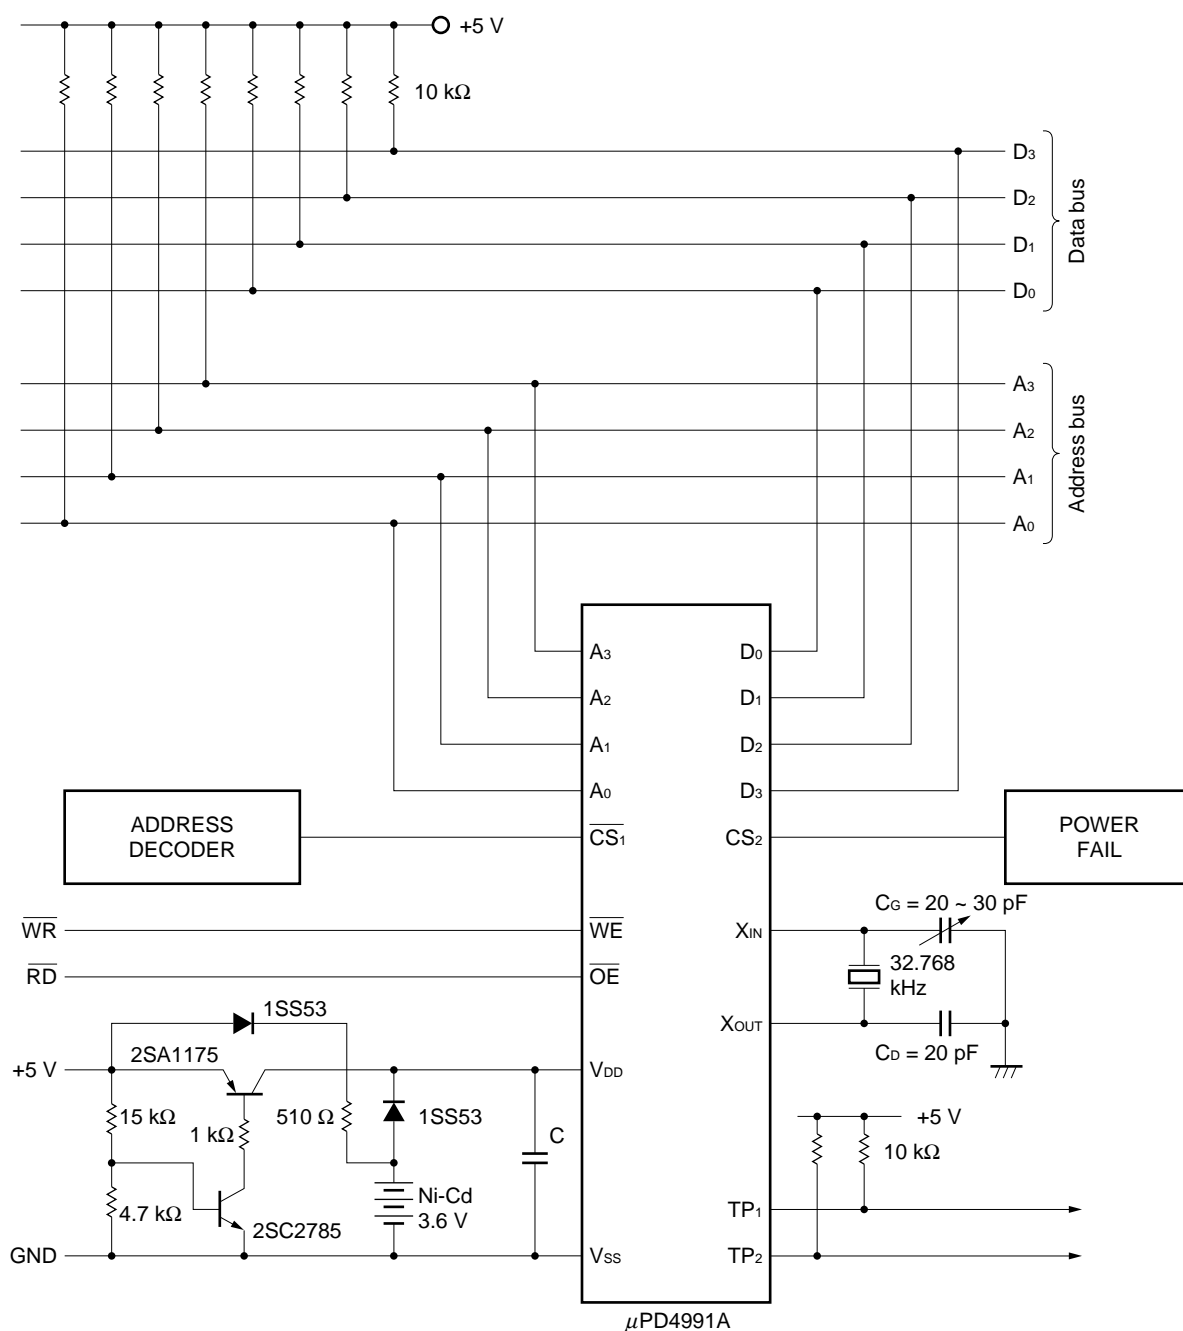 +5 V
10 kΩ
D3
D2
D1
D0
Data bus
A3
A2
A1
A0
Address bus
A3
D0
A2
D1
A1
D2
A0
D3
ADDRESS
DECODER
CS1
CS2
POWER
FAIL
CG = 20 ~ 30 pF
WR
WE
XIN
32.768
kHz
RD
OE
1SS53
XOUT
CD = 20 pF
2SA1175
+5 V
VDD
15 kΩ
510 Ω
1SS53
1 kΩ
C
+5 V
10 kΩ
4.7 kΩ
Ni-Cd
3.6 V
2SC2785
TP1
GND
VSS
TP2
μPD4991A